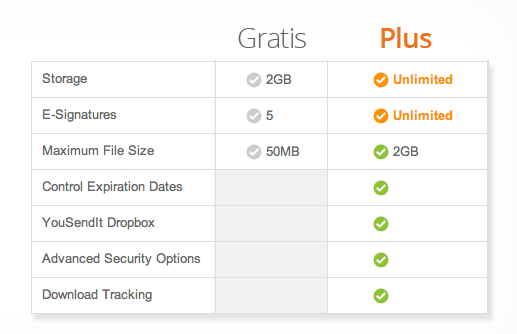 Gratis Plus
Storage 2GB Unlimited
E-Signatures 5 Unlimited
Maximum File Size 50MB 2GB
Control Expiration Dates
YouSendIt Dropbox
Advanced Security Options
Download Tracking